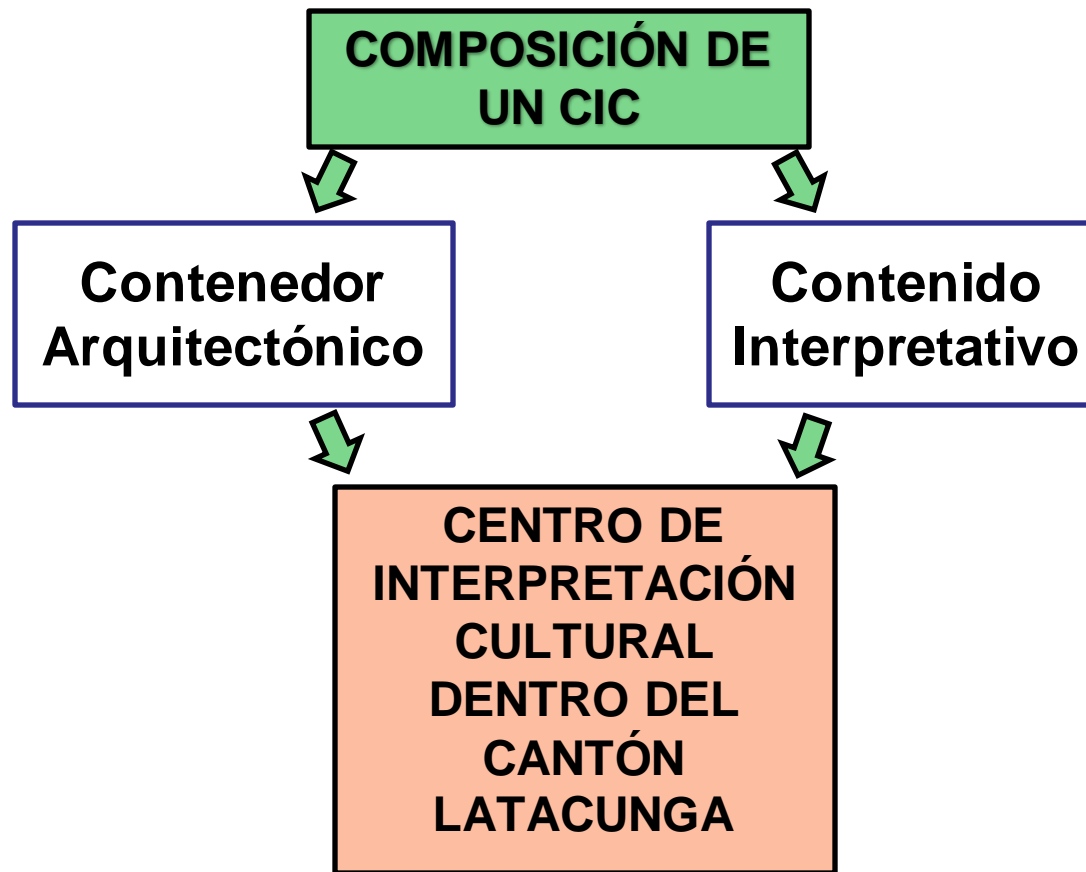 COMPOSICIÓN DE
UN CIC
Contenedor
Arquitectónico
Contenido
Interpretativo
CENTRO DE
INTERPRETACIÓN
CULTURAL
DENTRO DEL
CANTÓN
LATACUNGA